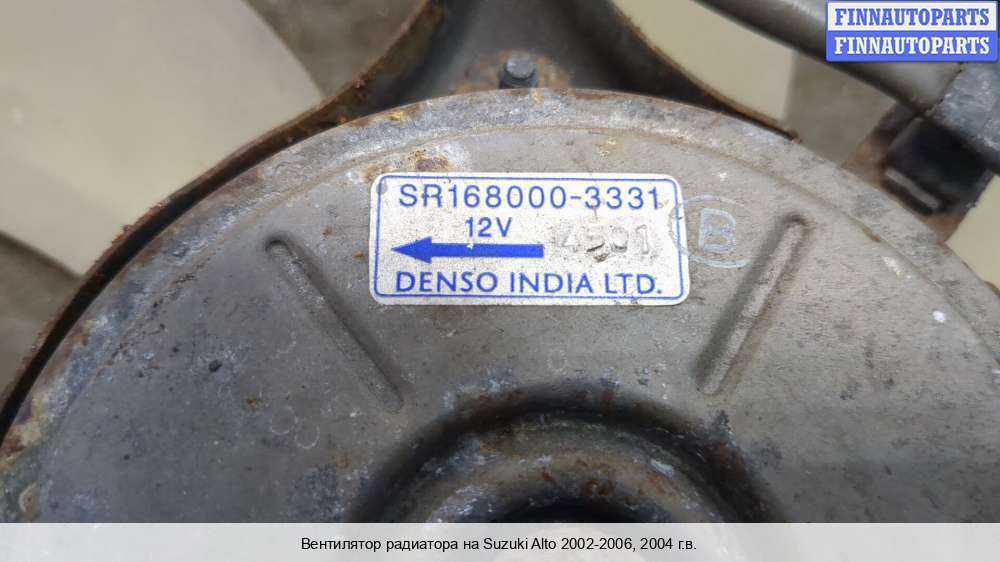 FINNAUTOPARTS
FINNAUTOPARTS
SR168000-3331
12V
B
DENSO INDIA LTD.
Вентилятор радиатора на Suzuki Alto 2002-2006, 2004 г.в.